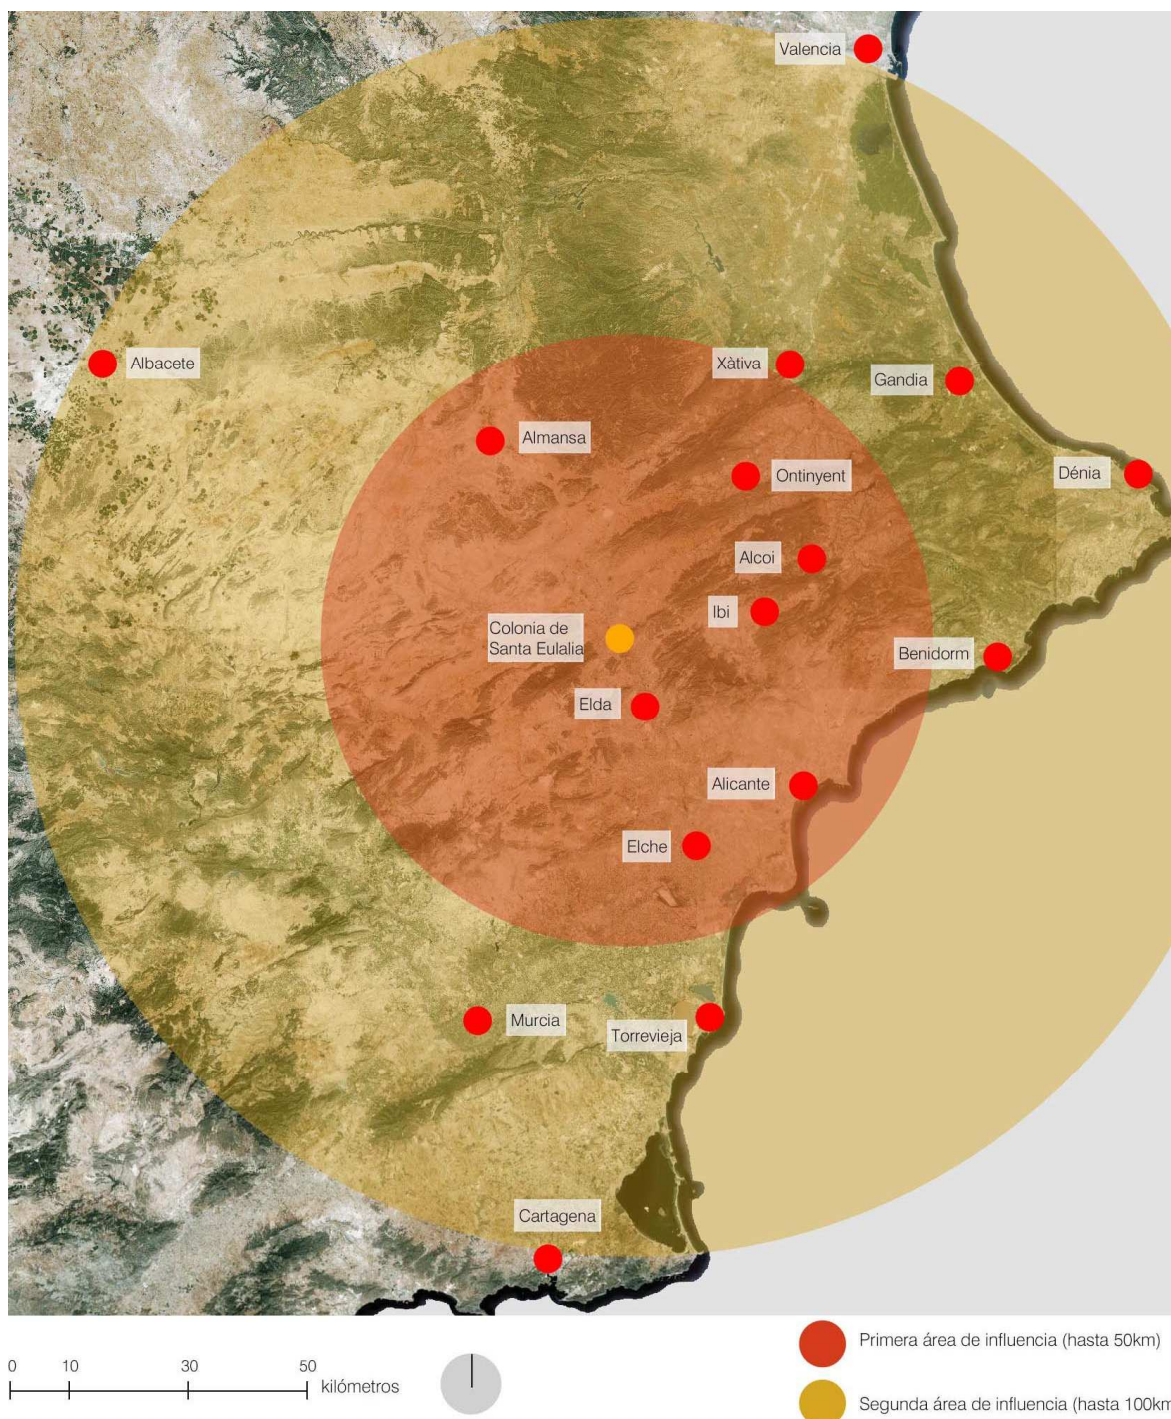 Valencia
Albacete
Xàtiva
Gandia
Almansa
Dénia
Ontinyent
Alcoi
Ibi
Colonia de
Santa Eulalia
Benidorm
Elda
Alicante
Elche
Murcia
Torrevieja
Cartagena
0 10 30 50
kilómetros
Primera área de influencia (hasta 50km)
Segunda área de influencia (hasta 100km